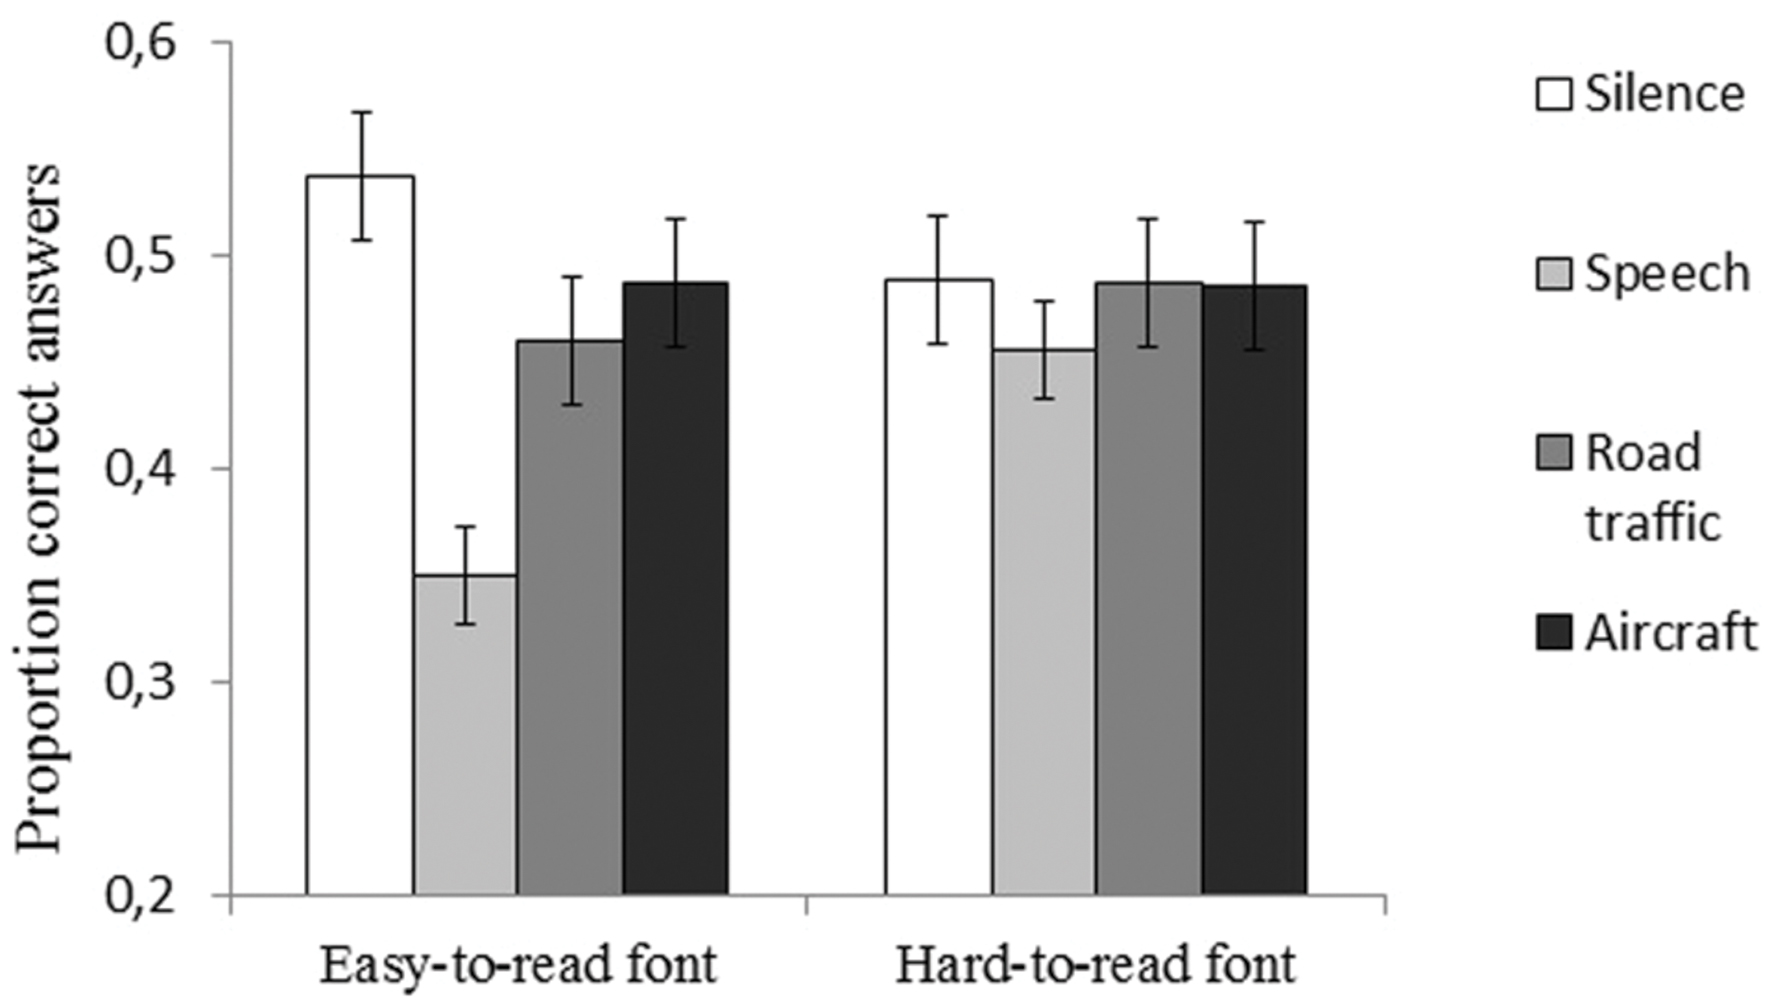 Proportion correct answers
0,6
0,5
0,4
0,3
0,2
Easy-to-read font
Hard-to-read font
Silence
Speech
Road
traffic
Aircraft